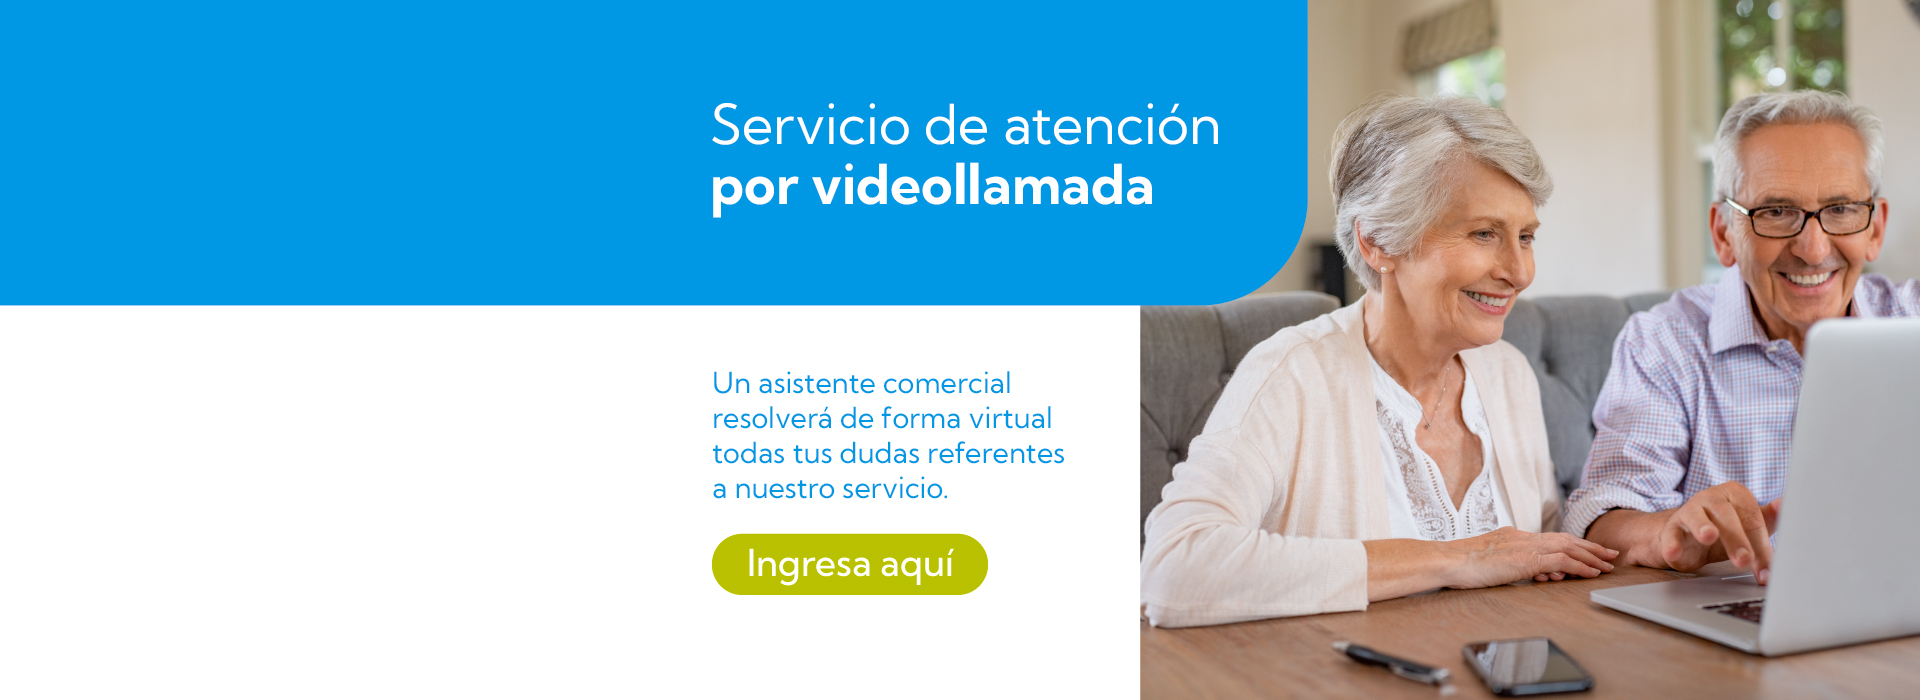 Servicio de atención
por videollamada
Un asistente comercial
resolverá de forma virtual
todas tus dudas referentes
a nuestro servicio.
Ingresa aquí